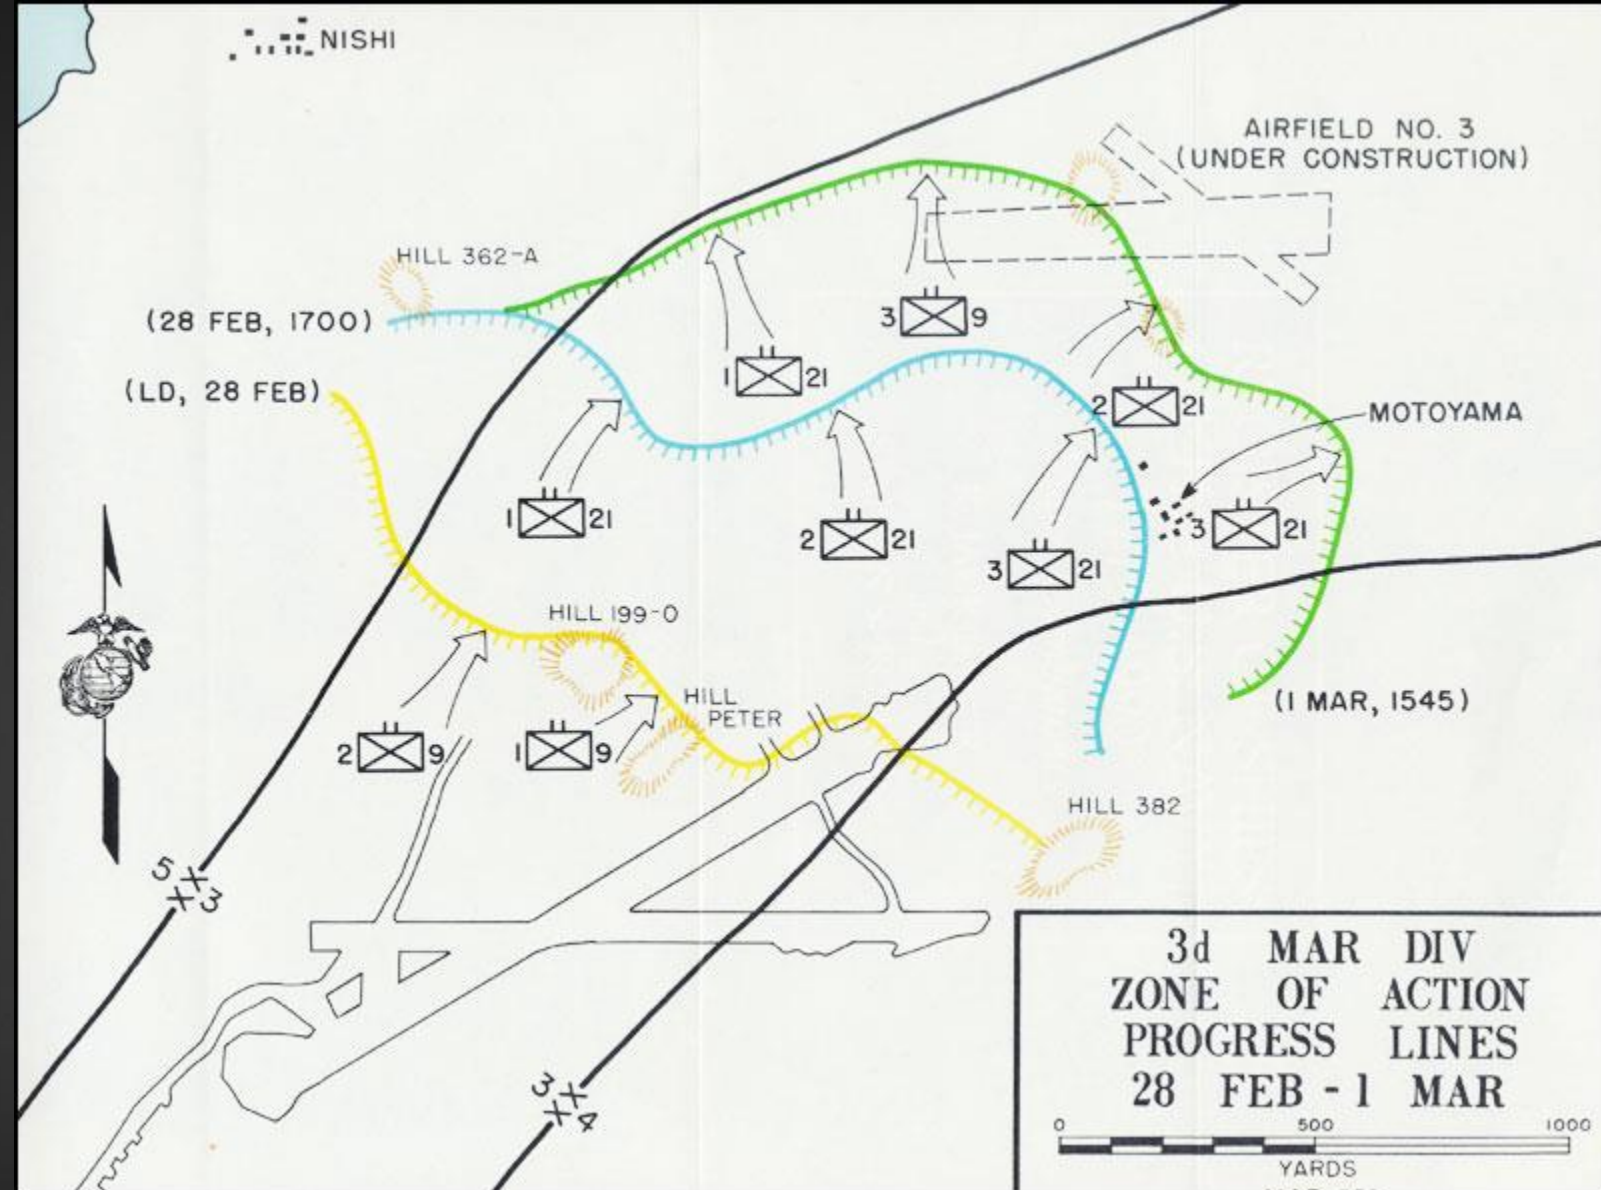 NISHI
AIRFIELD NO. 3
(UNDER CONSTRUCTION)
HILL 362-A
(28 FEB, 1700)
3 9
1 21
(LD, 28 FEB)
2 21
MOTOYAMA
1 21
2 21
3 21
3 21
HILL 199-O
HILL
PETER
(1 MAR, 1545)
2 9
1 9
HILL 382
5 XX 3
3 XX 4
3d MAR DIV
ZONE OF ACTION
PROGRESS LINES
28 FEB - 1 MAR
0 500 1000
YARDS